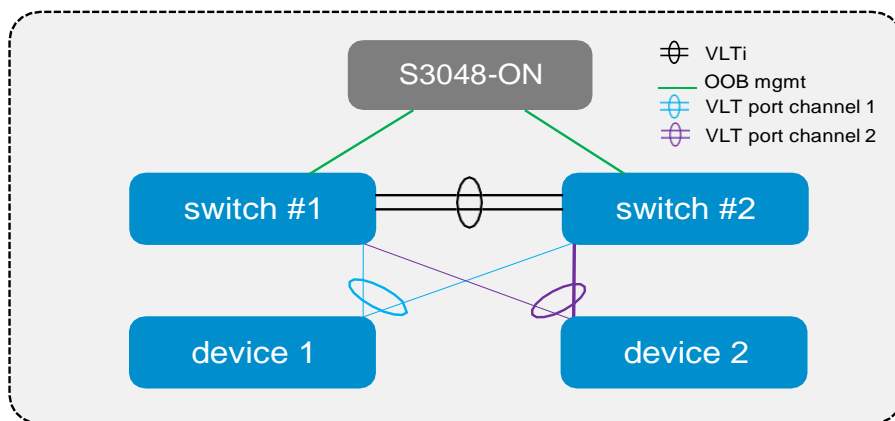 S3048-ON
VLTi
OOB mgmt
VLT port channel 1
VLT port channel 2
switch #1
switch #2
device 1
device 2